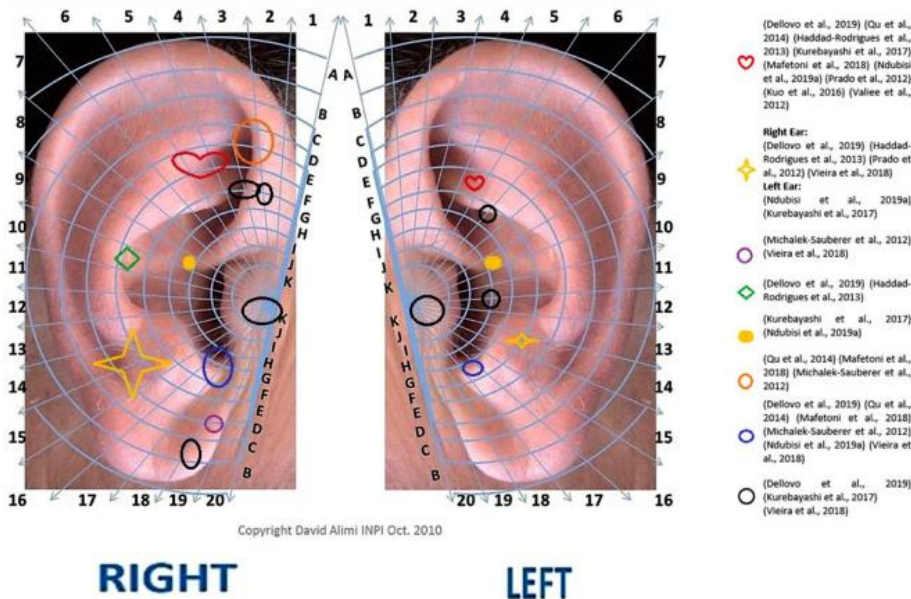 6 5 4 3 2 1
2 3 4 5 6
7 7
A A
B B
8 C C 8
D D
E E
9 F F 9
G G
H H
10 I I 10
J J
11 K K 11
12 K K 12
J J
I I
13 H H 13
G G
14 F F 14
E E
D D
15 C C 15
B B
16 17 18 19 20
20 19 18 17 16
Copyright David Alimi INPI Oct. 2010
RIGHT
LEFT
(Dellovo et al., 2019) (Qu et al.,
2014) (Haddad-Rodrigues et al.,
2013) (Kurebayashi et al., 2017)
(Mafetoni et al., 2018) (Ndubisi
et al., 2019a) (Prado et al., 2012)
(Kuo et al., 2016) (Valiee et al.,
2012)
Right Ear:
(Dellovo et al., 2019) (Haddad-
Rodrigues et al., 2013) (Prado et
al., 2012) (Vieira et al., 2018)
Left Ear:
(Ndubisi et al., 2019a)
(Kurebayashi et al., 2017)
(Michalek-Sauberer et al., 2012)
(Vieira et al., 2018)
(Dellovo et al., 2019) (Haddad-
Rodrigues et al., 2013)
(Kurebayashi et al., 2017)
(Ndubisi et al., 2019a)
(Qu et al., 2014) (Mafetoni et al.,
2018) (Michalek-Sauberer et al.,
2012)
(Dellovo et al., 2019) (Qu et al.,
2014) (Mafetoni et al., 2018)
(Michalek-Sauberer et al., 2012)
(Ndubisi et al., 2019a) (Vieira et
al., 2018)
(Dellovo et al., 2019)
(Kurebayashi et al., 2017)
(Vieira et al., 2018)